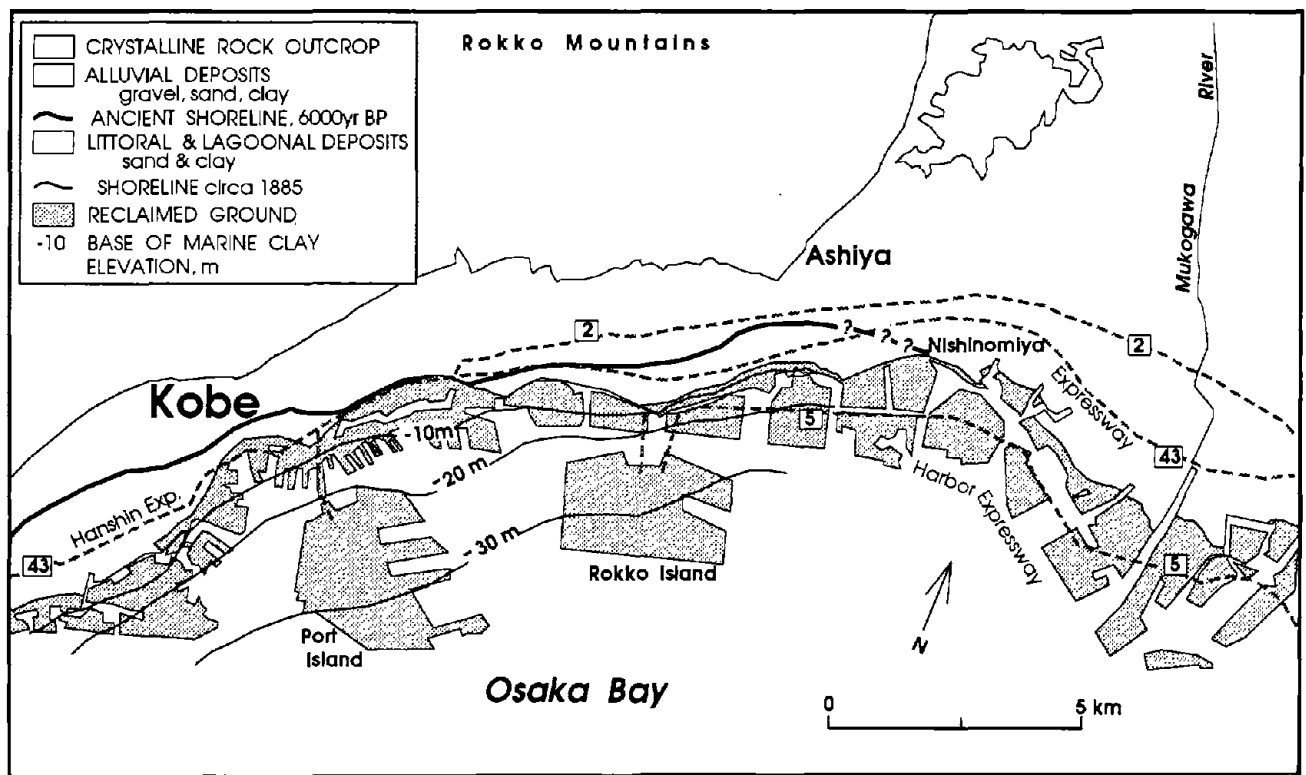 CRYSTALLINE ROCK OUTCROP
ALLUVIAL DEPOSITS
gravel, sand, clay
ANCIENT SHORELINE, 6000yr BP
LITTORAL & LAGOONAL DEPOSITS
sand & clay
SHORELINE circa 1885
RECLAIMED GROUND
-10 BASE OF MARINE CLAY
ELEVATION, m
Rokko Mountains
River
Mukogawa
Ashiya
2
? ? ?
Nishinomiya
2
Kobe
Expressway
5
-10m
43
-20 m
Hanshin Exp.
Harbor Expressway
-30 m
43
5
Rokko Island
N
Port
Island
Osaka Bay
0 5 km